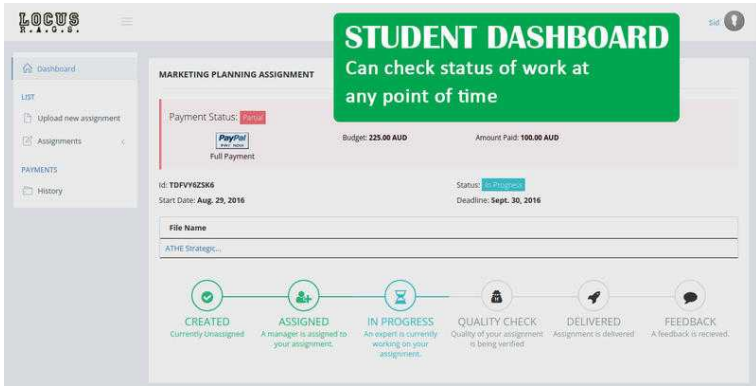 LOCUS
R.A.G.S.
Sid
STUDENT DASHBOARD
Can check status of work at
any point of time
Dashboard
LIST
Upload new assignment
Assignments
PAYMENTS
History
MARKETING PLANNING ASSIGNMENT
Payment Status: Partial
PayPal
PAY NOW
Full Payment
Budget: 225.00 AUD
Amount Paid: 100.00 AUD
Id: TDFVY6ZSK6
Status: In Progress
Start Date: Aug. 29, 2016
Deadline: Sept. 30, 2016
File Name
ATHE Strategic...
CREATED
Currently Unassigned
ASSIGNED
A manager is assigned to
your assignment.
IN PROGRESS
An expert is currently
working on your
assignment.
QUALITY CHECK
Quality of your assignment
is being verified
DELIVERED
Assignment is delivered
FEEDBACK
A feedback is recieved.